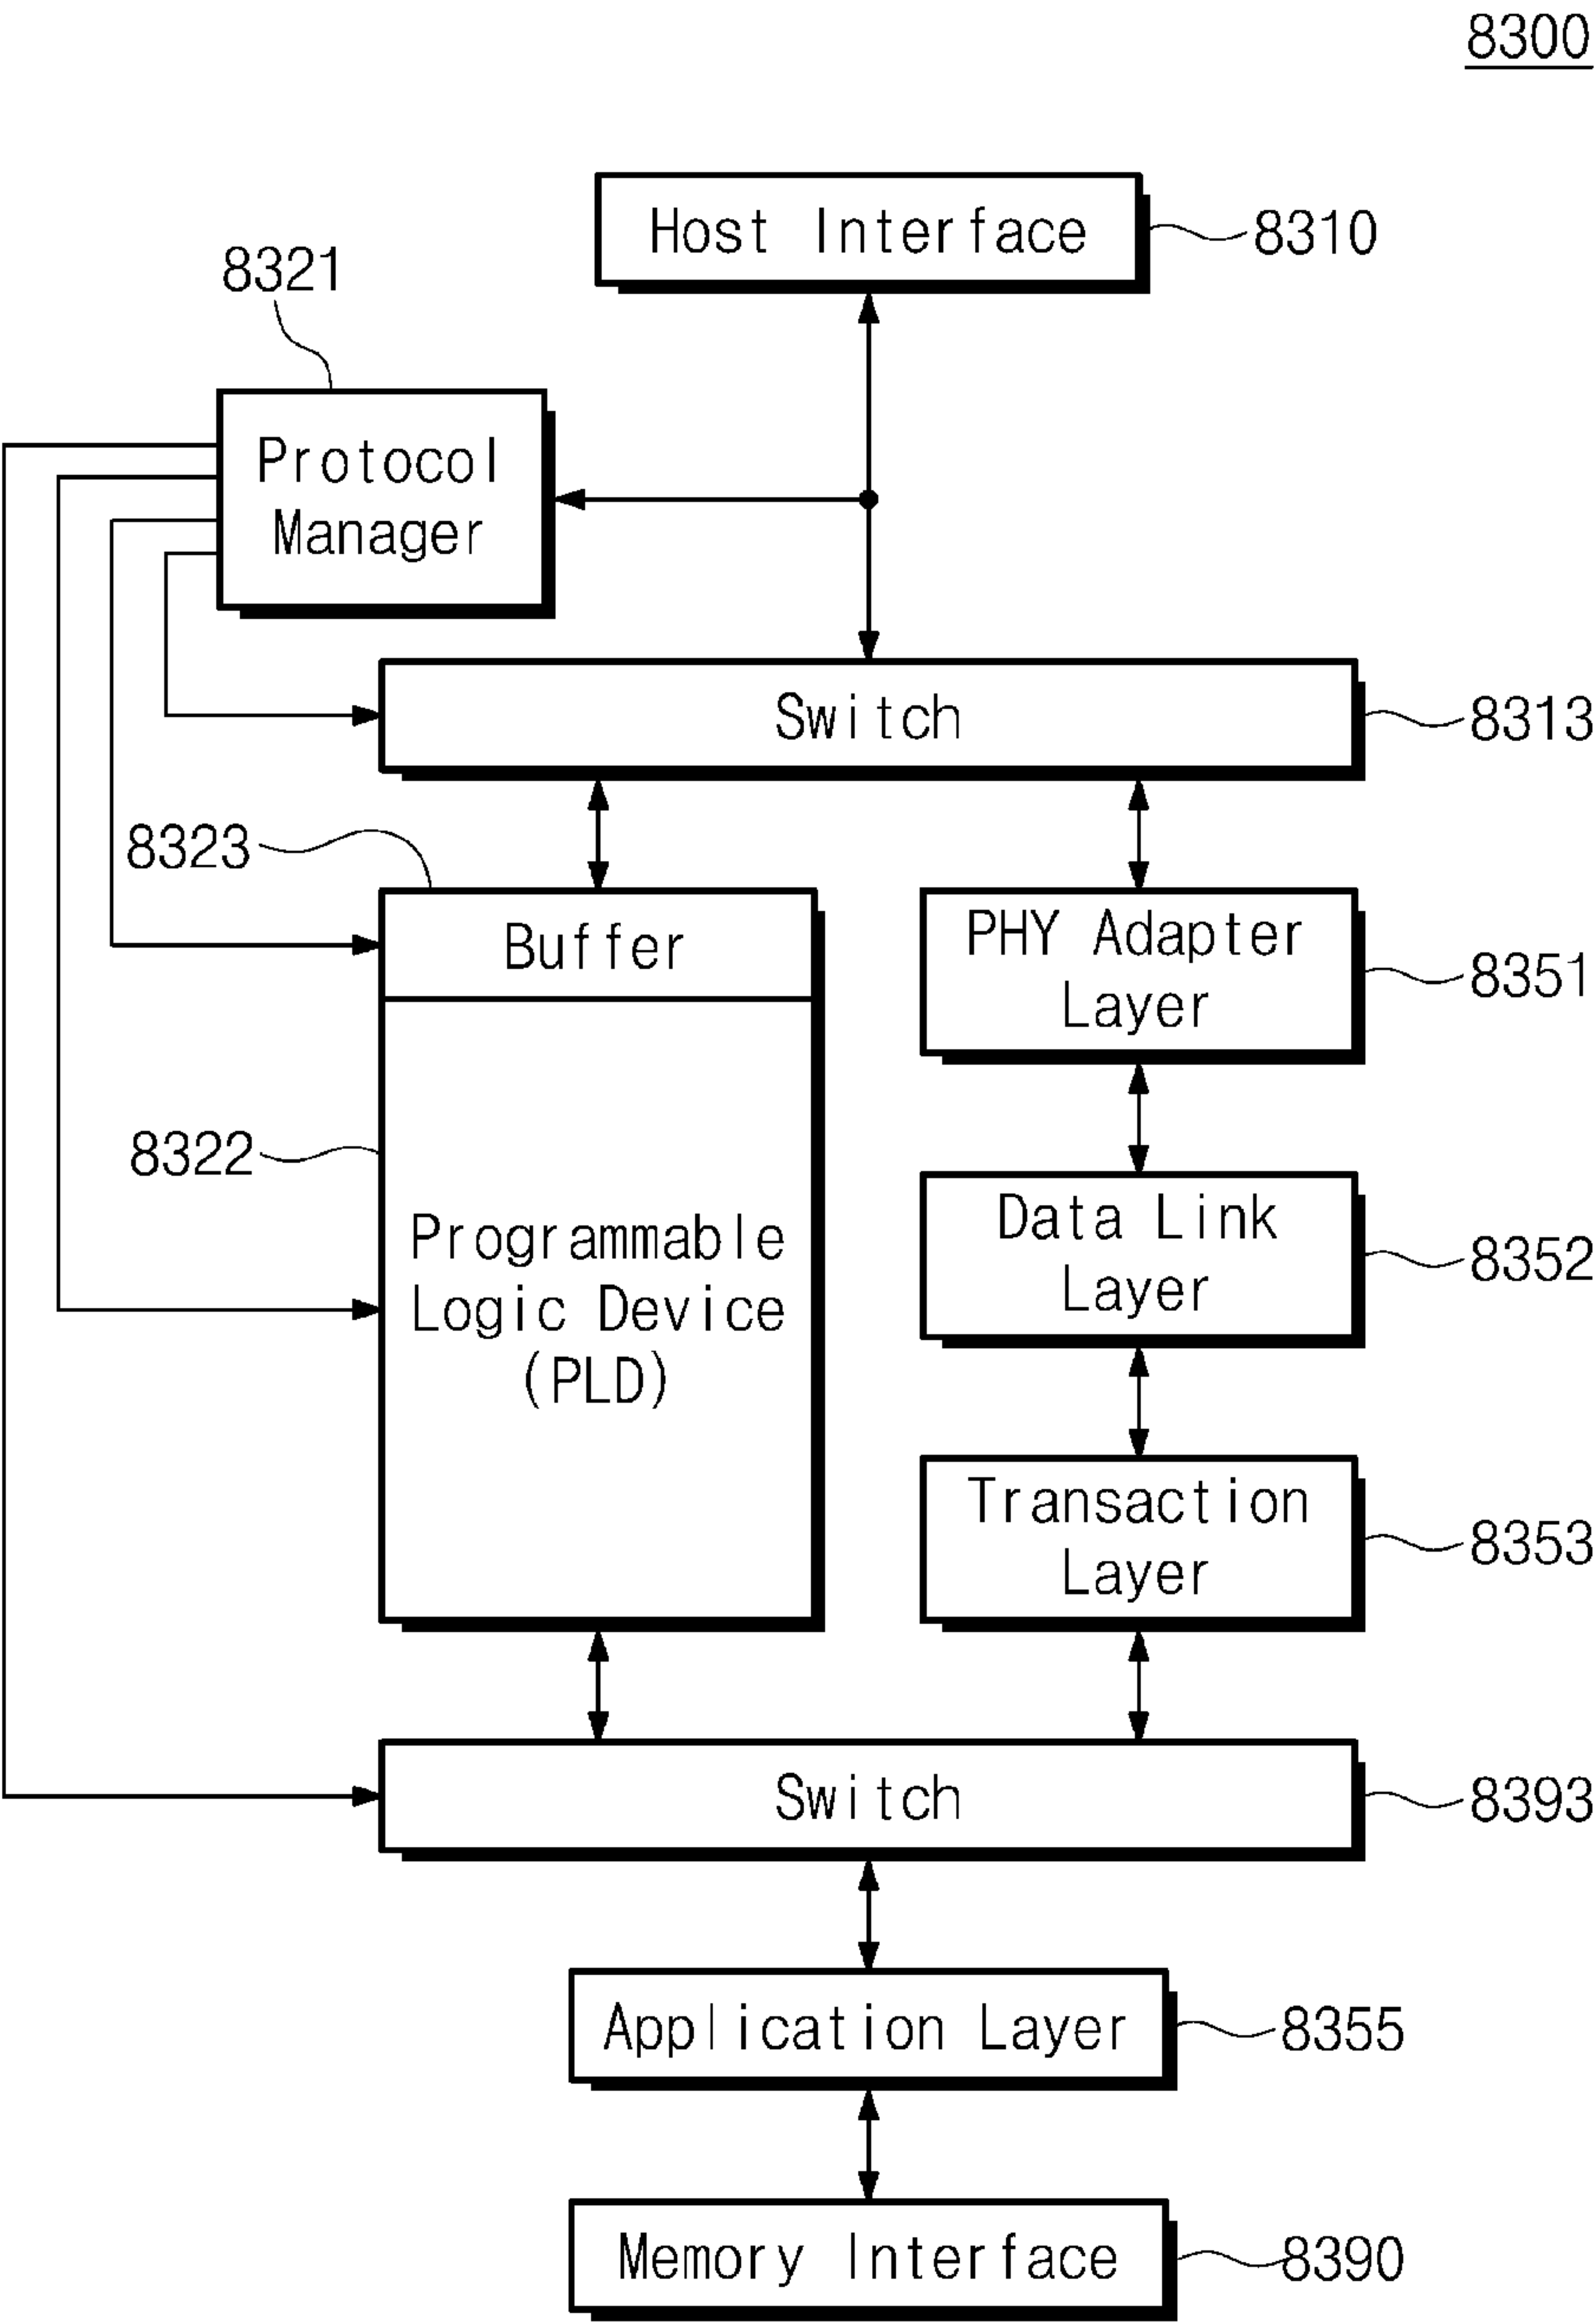 8300
Host Interface
8310
8321
Protocol
Manager
Switch
8313
8323
Buffer
PHY Adapter
Layer
8351
8322
Programmable
Logic Device
(PLD)
Data Link
Layer
8352
Transaction
Layer
8353
Switch
8393
Application Layer
8355
Memory Interface
8390